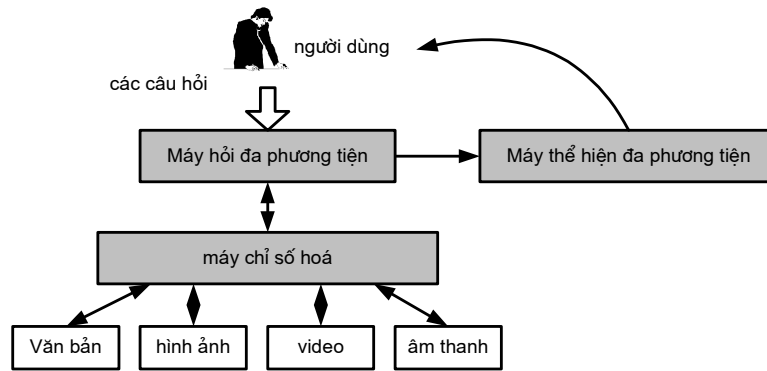 người dùng
các câu hỏi
Máy hỏi đa phương tiện
Máy thể hiện đa phương tiện
máy chỉ số hoá
Văn bản
hình ảnh
video
âm thanh